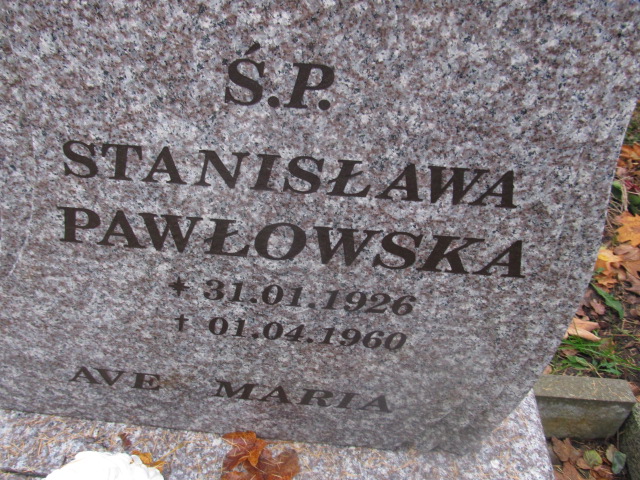 Ś.P.
STANISŁAWA
PAWŁOWSKA
* 31.01.1926
† 01.04.1960
AVE MARIA